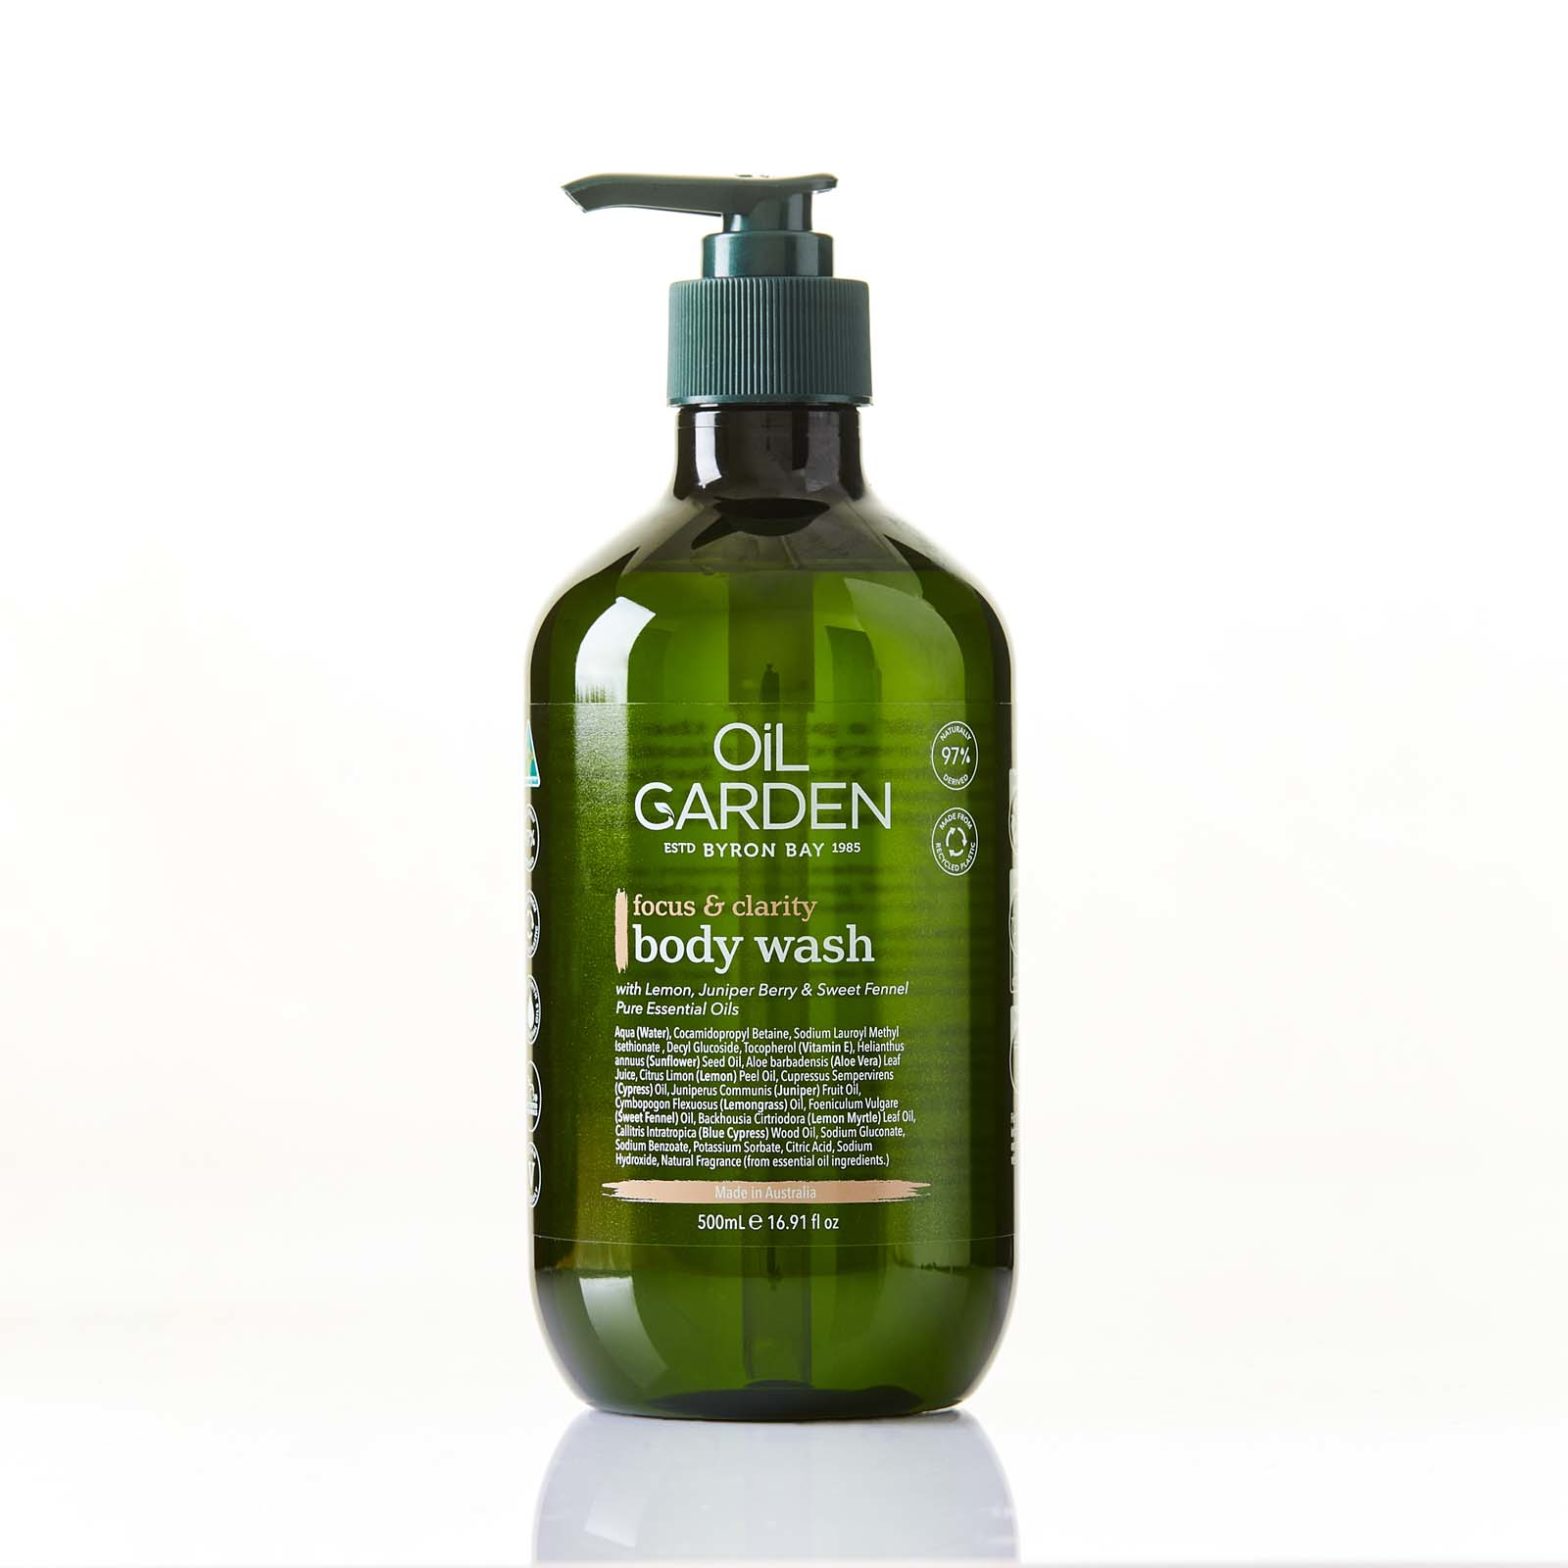 OiL
GARDEN
ESTD BYRON BAY 1985
NATURALLY
97%
DERIVED
MADE FROM
RECYCLED PLASTIC
focus & clarity
body wash
with Lemon, Juniper Berry & Sweet Fennel
Pure Essential Oils
Aqua (Water), Cocamidopropyl Betaine, Sodium Lauroyl Methyl
Isethionate , Decyl Glucoside, Tocopherol (Vitamin E), Helianthus
annuus (Sunflower) Seed Oil, Aloe barbadensis (Aloe Vera) Leaf
Juice, Citrus Limon (Lemon) Peel Oil, Cupressus Sempervirens
(Cypress) Oil, Juniperus Communis (Juniper) Fruit Oil,
Cymbopogon Flexuosus (Lemongrass) Oil, Foeniculum Vulgare
(Sweet Fennel) Oil, Backhousia Cirtriodora (Lemon Myrtle) Leaf Oil,
Callitris Intratropica (Blue Cypress) Wood Oil, Sodium Gluconate,
Sodium Benzoate, Potassium Sorbate, Citric Acid, Sodium
Hydroxide, Natural Fragrance (from essential oil ingredients.)
Made in Australia
500mL ℮ 16.91 fl oz